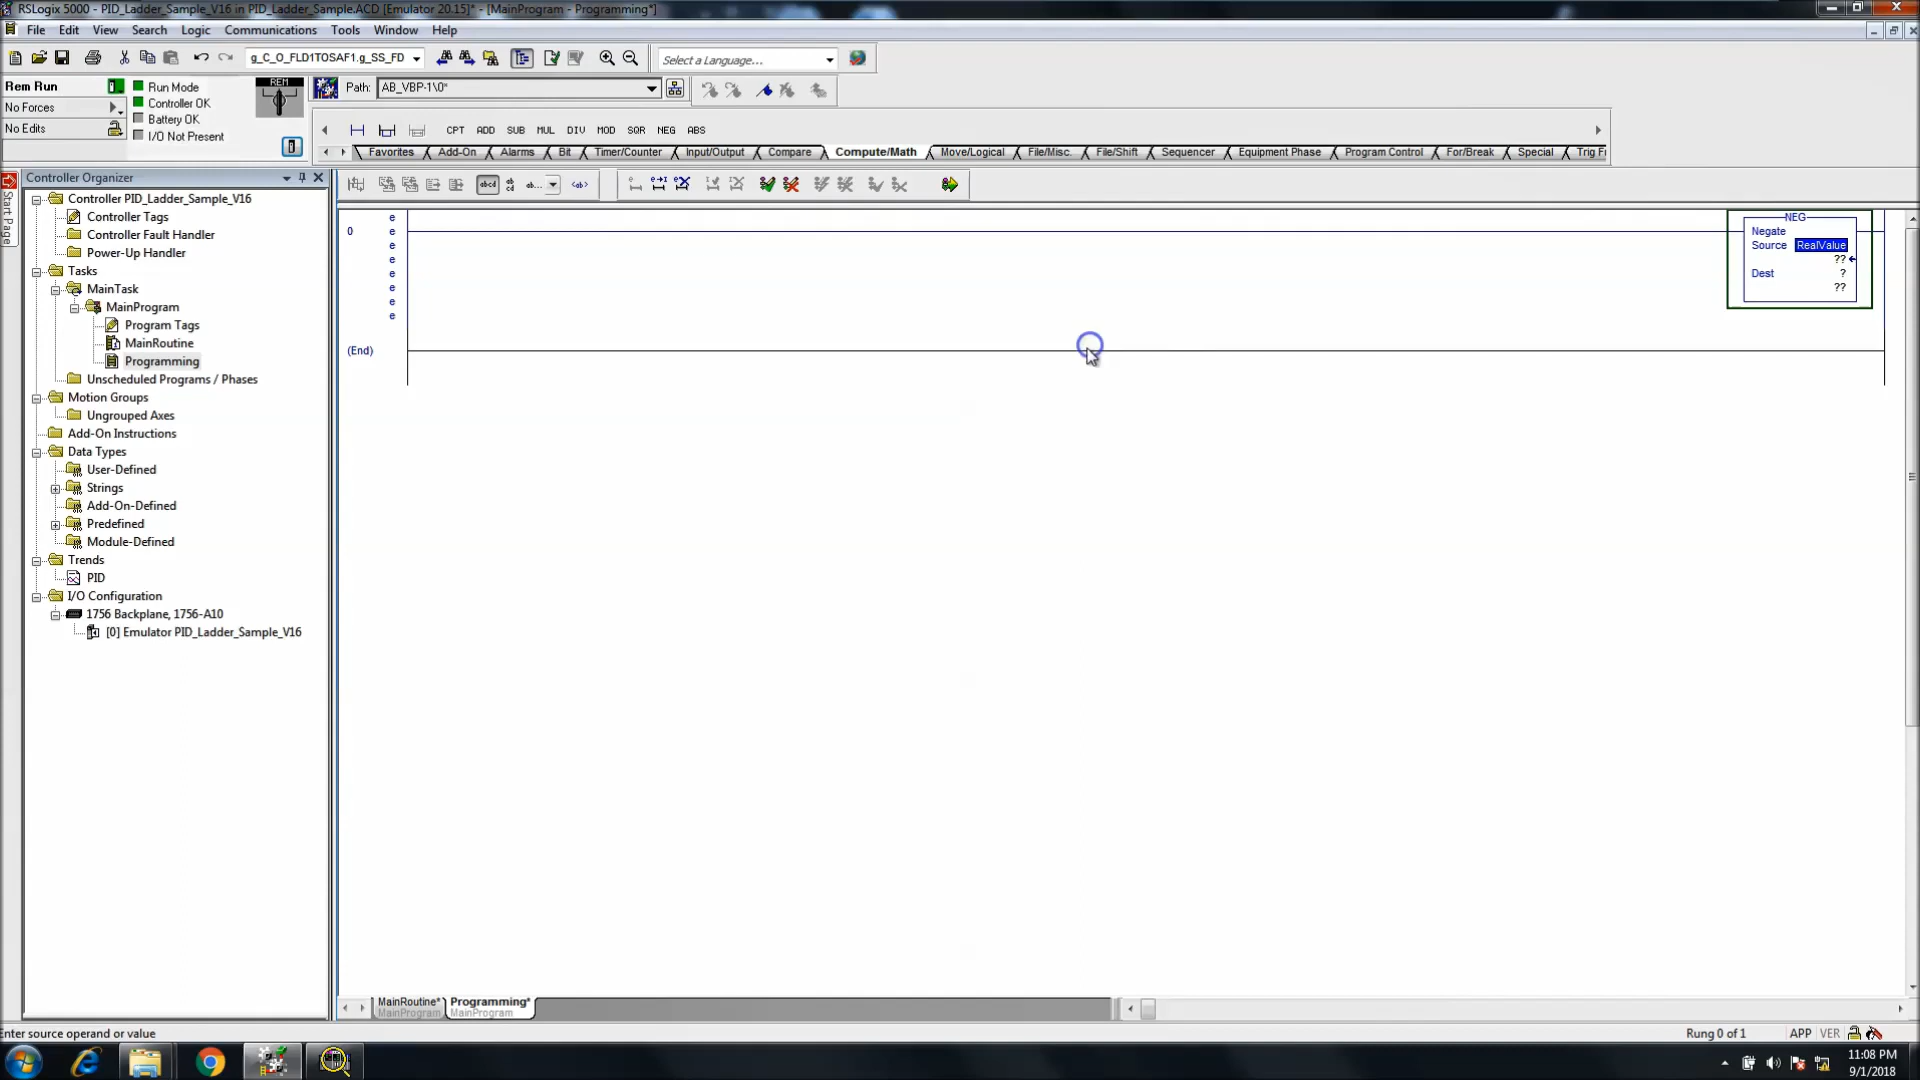 RSLogix 5000 - PID_Ladder_Sample_V16 in PID_Ladder_Sample.ACD [Emulator 20.15]* - [MainProgram - Programming*]
File Edit View Search Logic Communications Tools Window Help
g_C_O_FLD1TOSAF1.g_SS_FD
Select a Language...
Rem Run
No Forces
No Edits
Run Mode
Controller OK
Battery OK
I/O Not Present
REM
Path: AB_VBP-1\0*
CPT ADD SUB MUL DIV MOD SQR NEG ABS
Favorites Add-On Alarms Bit Timer/Counter Input/Output Compare Compute/Math Move/Logical File/Misc. File/Shift Sequencer Equipment Phase Program Control For/Break Special Trig F
Start Page
Controller Organizer
Controller PID_Ladder_Sample_V16
Controller Tags
Controller Fault Handler
Power-Up Handler
Tasks
MainTask
MainProgram
Program Tags
MainRoutine
Programming
Unscheduled Programs / Phases
Motion Groups
Ungrouped Axes
Add-On Instructions
Data Types
User-Defined
Strings
Add-On-Defined
Predefined
Module-Defined
Trends
PID
I/O Configuration
1756 Backplane, 1756-A10
[0] Emulator PID_Ladder_Sample_V16
abcd
ab cd
ab...
<ab>
e
0 e
e
e
e
e
e
e
NEG
Negate
Source RealValue
??
Dest ?
??
(End)
MainRoutine*
MainProgram
Programming*
MainProgram
Enter source operand or value
Rung 0 of 1 APP VER
11:08 PM
9/1/2018